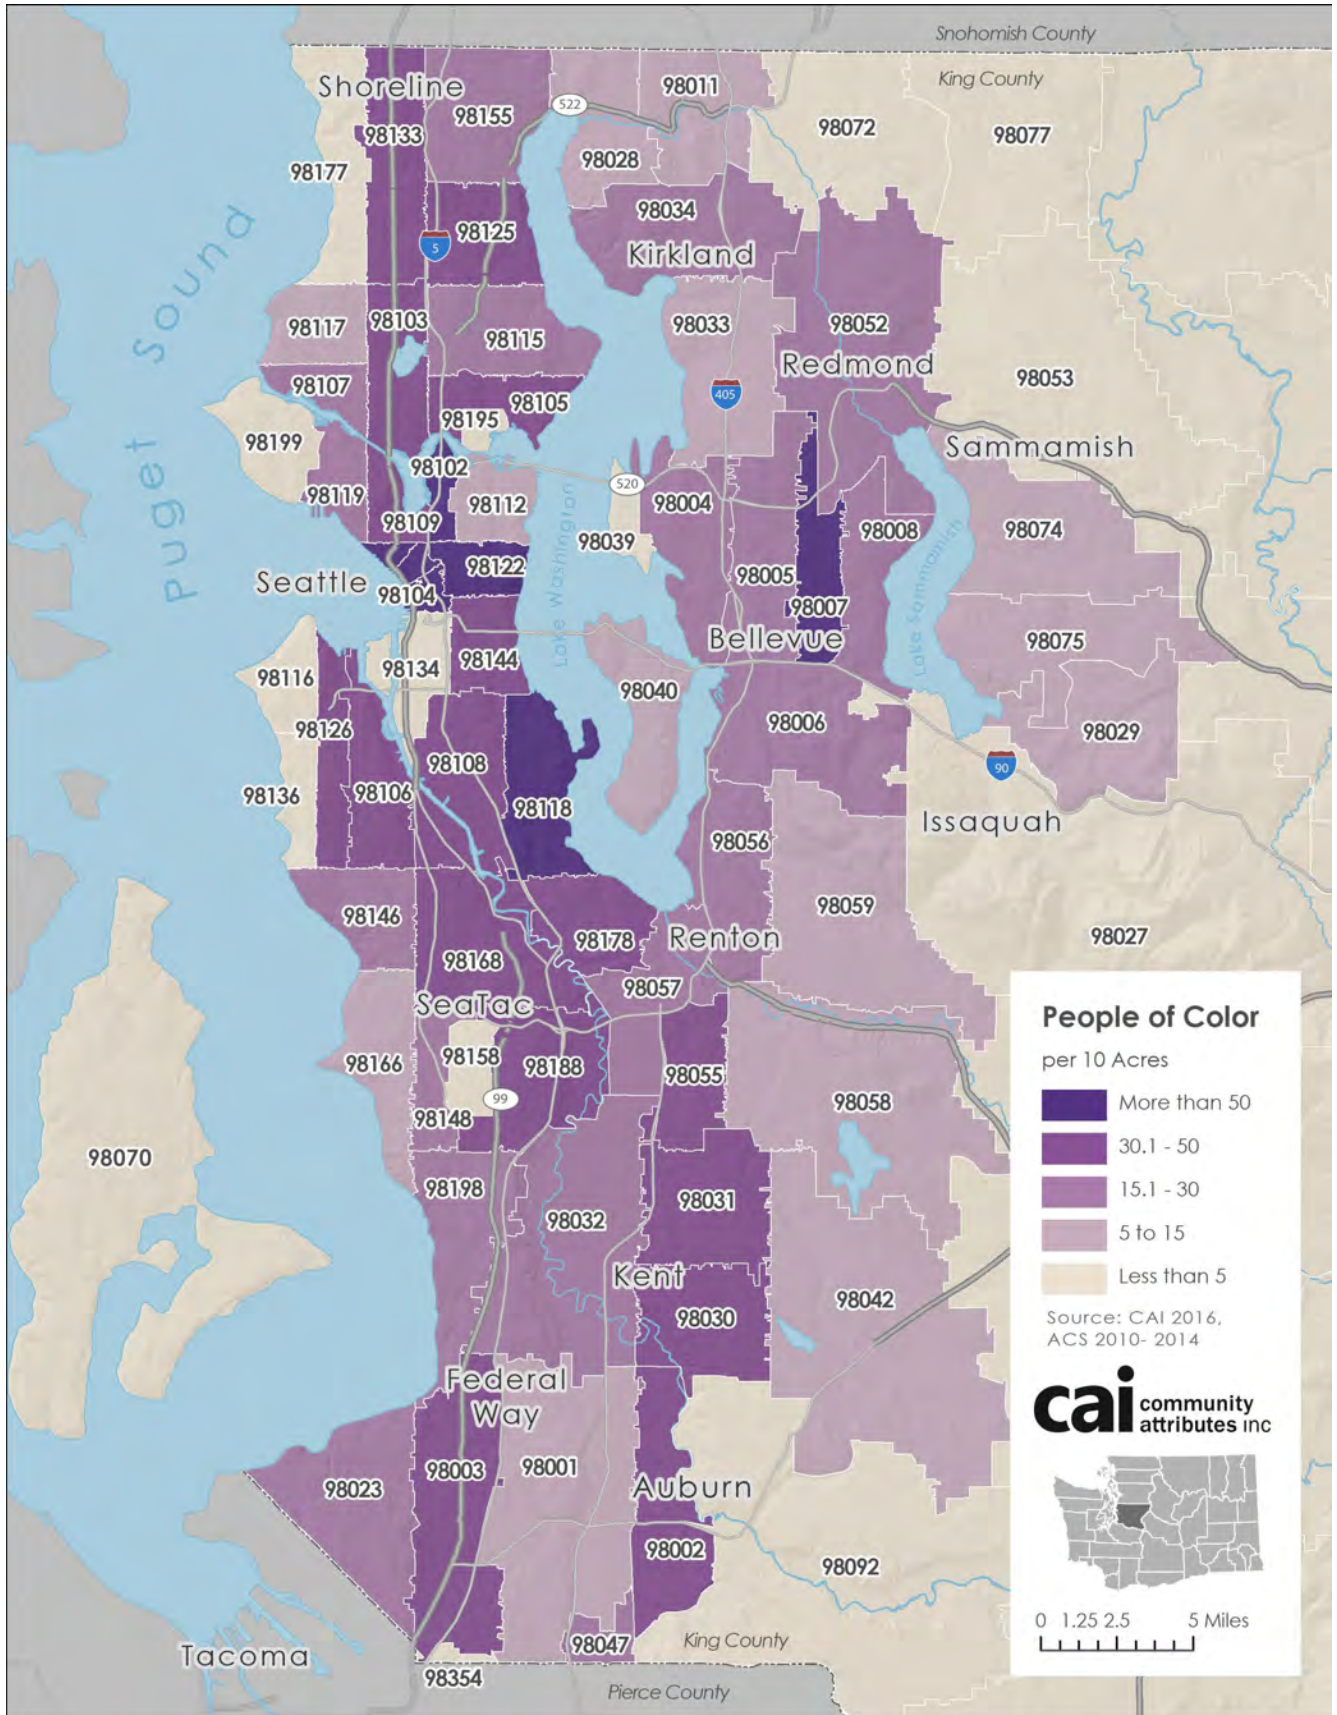 Snohomish County
King County
Shoreline
98011
522
98155
98133
98072
98077
98028
98177
98034
98125
5
Kirkland
Puget Sound
98117
98103
98033
98052
98115
Redmond
98053
98107
405
98105
98195
98199
Sammamish
98102
520
98119
98112
98004
98109
98039
98008
98074
98122
Lake Washington
Lake Sammamish
Seattle
98005
98104
98007
Bellevue
98075
98144
98134
98116
98040
98006
98126
98029
98108
90
98106
98136
98118
Issaquah
98056
98059
98146
98027
98178
Renton
98168
98057
SeaTac
98158
98166
98188
98055
99
98148
98058
98070
98198
98031
98032
Kent
98042
98030
Federal
Way
98003
98001
98023
Auburn
98002
98092
98047
King County
Tacoma
98354
Pierce County
People of Color
per 10 Acres
More than 50
30.1 - 50
15.1 - 30
5 to 15
Less than 5
Source: CAI 2016,
ACS 2010- 2014
cai community
attributes inc
0 1.25 2.5 5 Miles